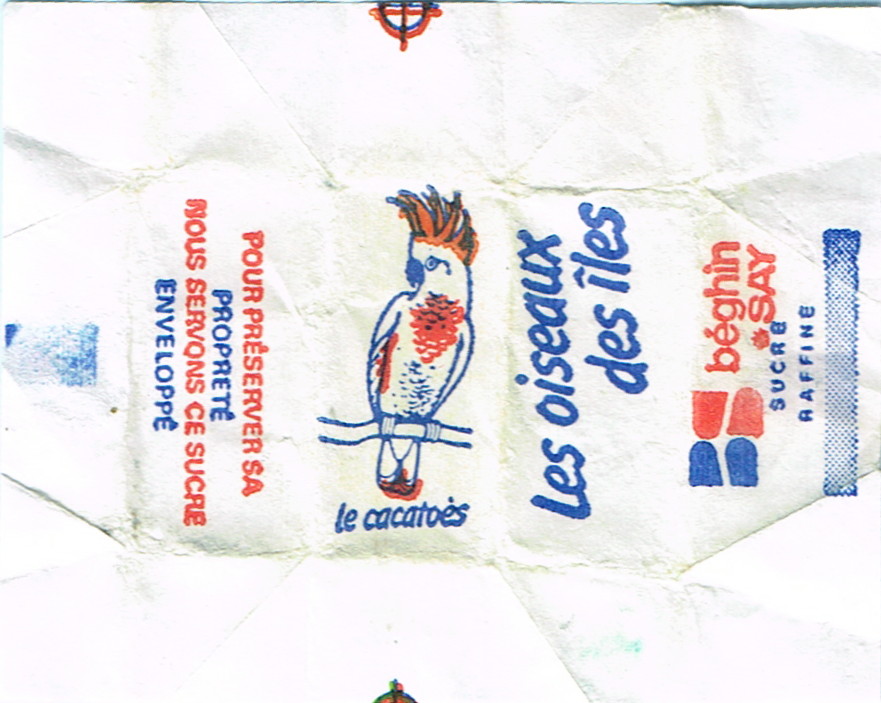 POUR PRÉSERVER SA
PROPRETÉ
NOUS SERVONS CE SUCRE
ENVELOPPÉ
le cacatoès
Les oiseaux
des îles
béghin
SAY
SUCRE
RAFFINE